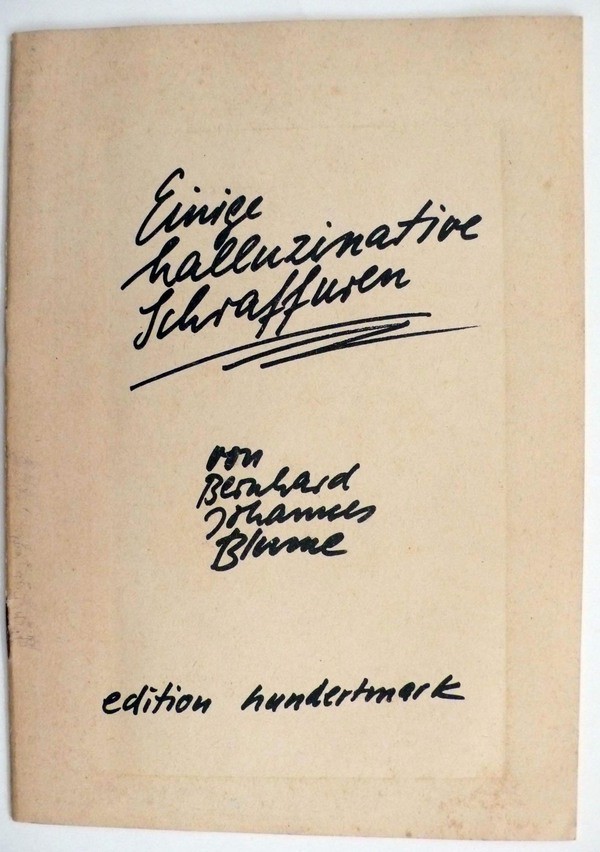 Einige
halluzinative
Schraffuren
von
Bernhard
Johannes
Blume
edition hundertmark